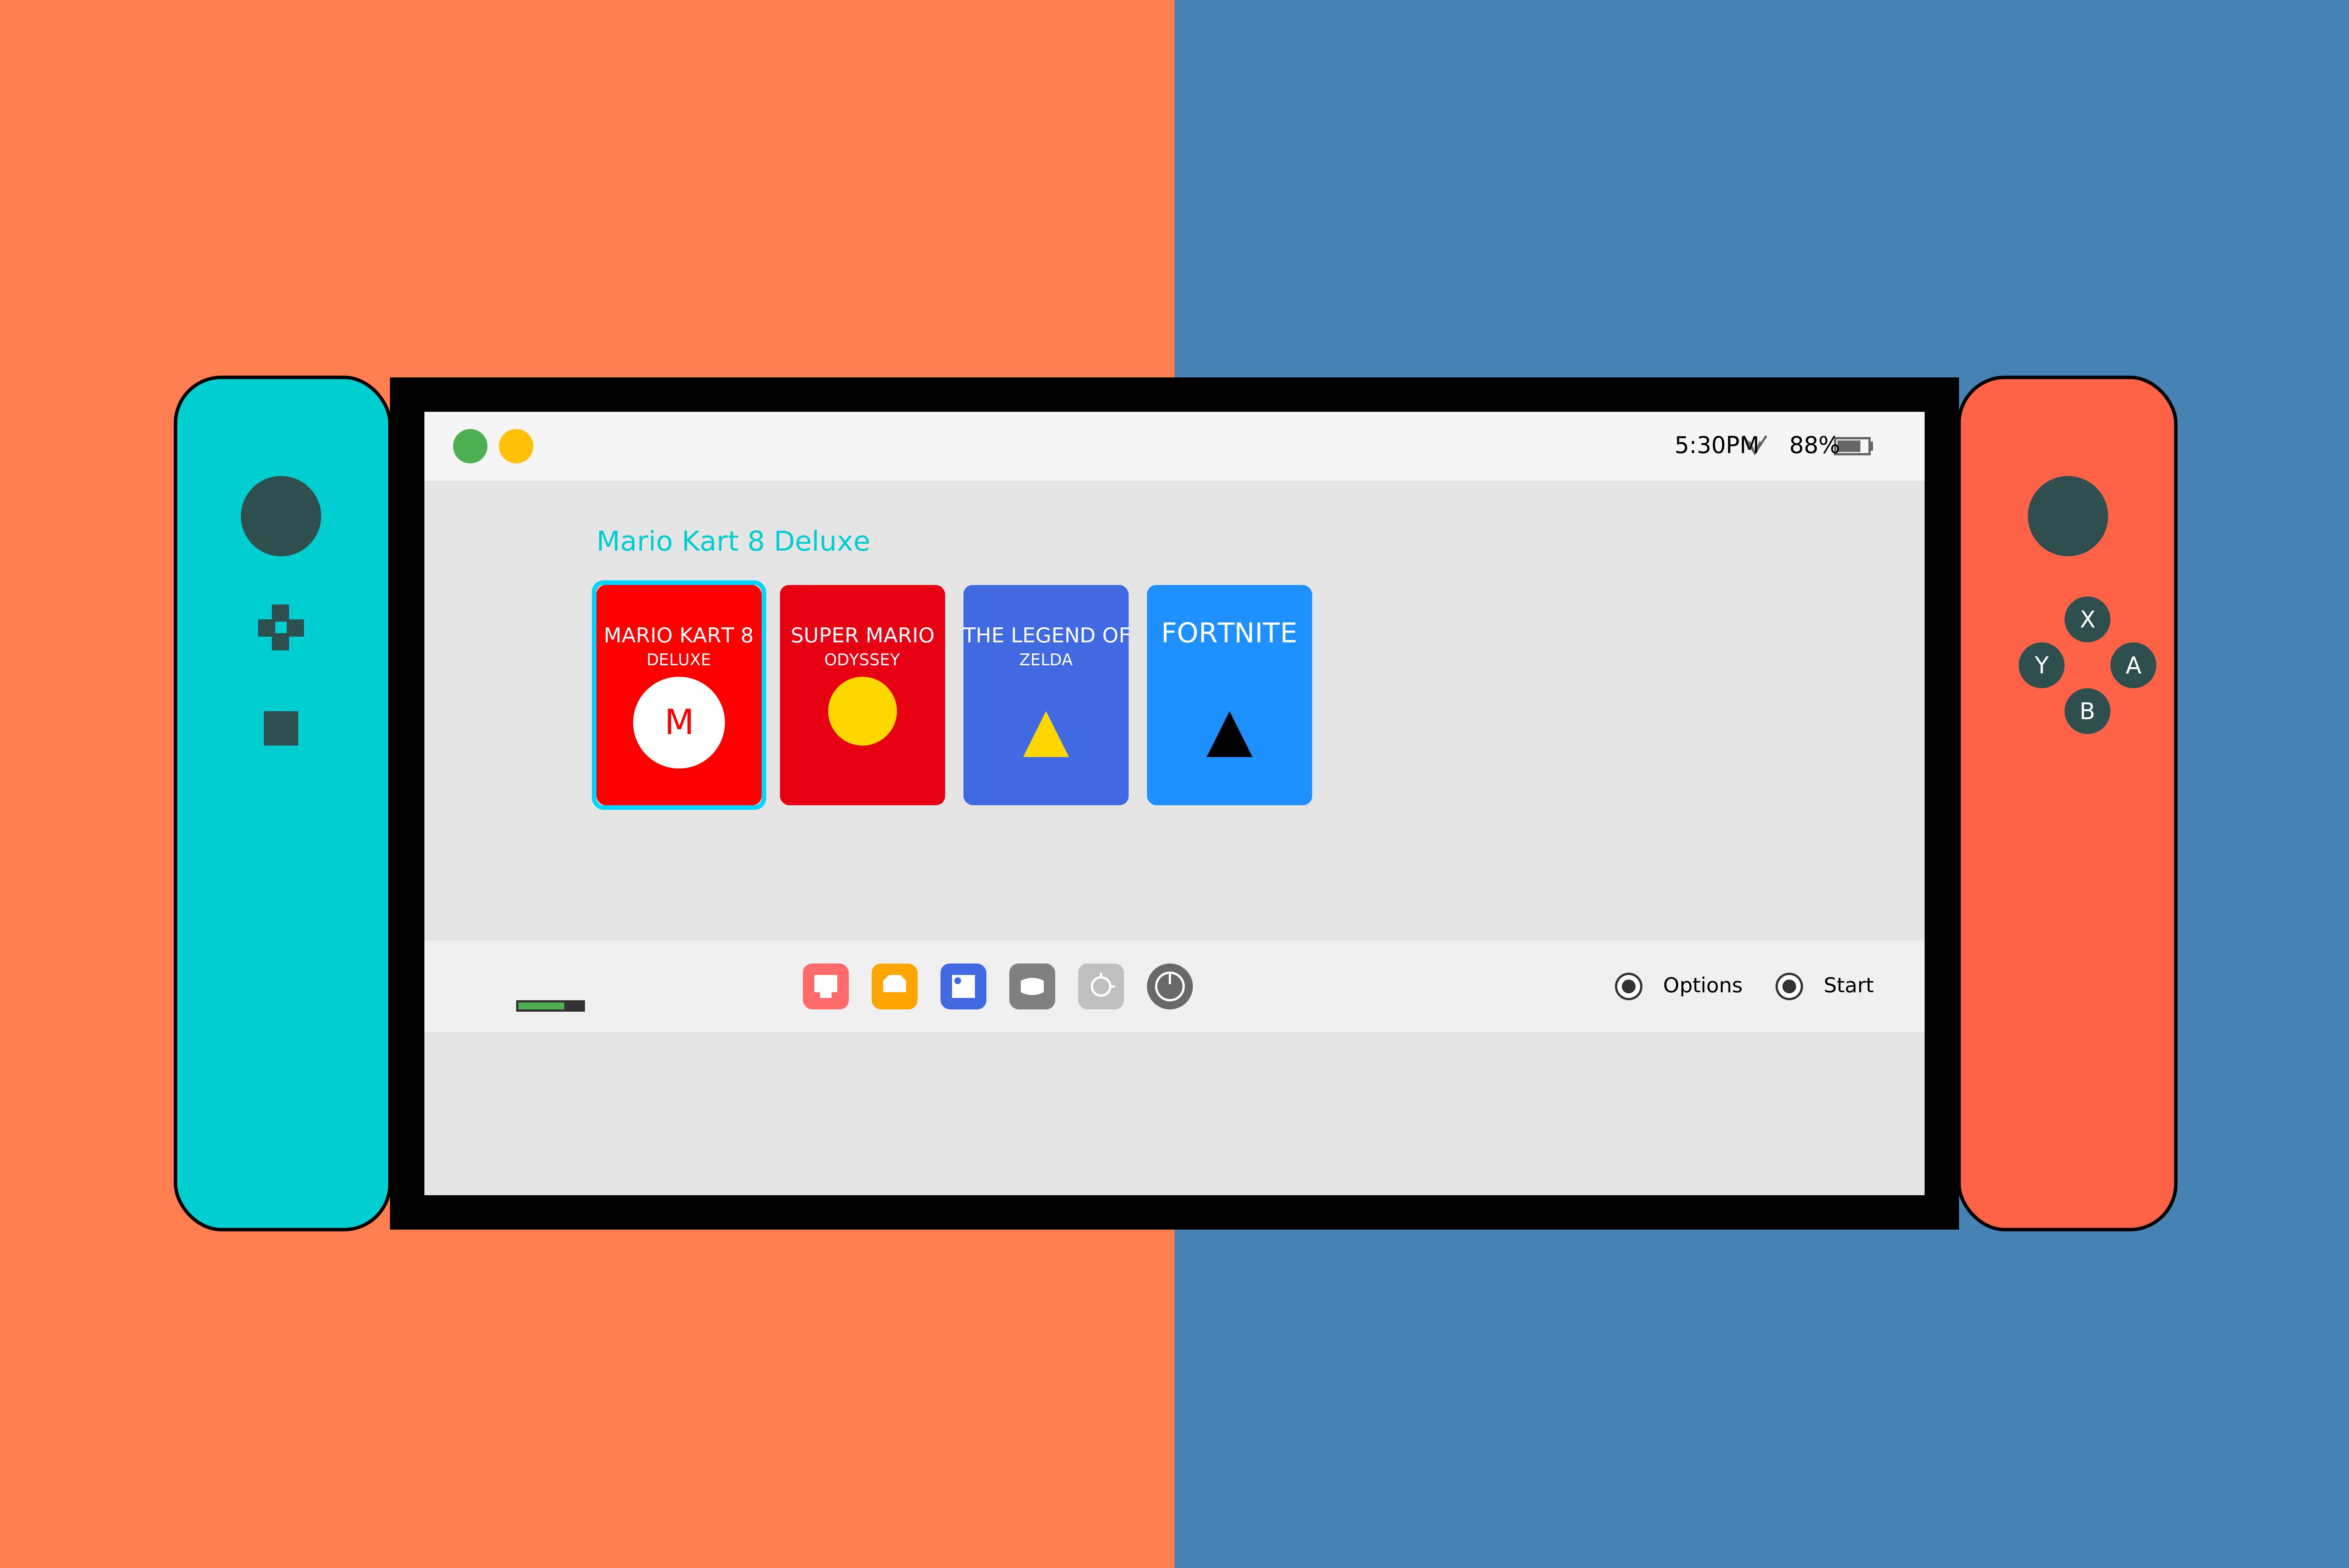 5:30PM 88%
Mario Kart 8 Deluxe
MARIO KART 8
DELUXE
M
SUPER MARIO
ODYSSEY
THE LEGEND OF
ZELDA
FORTNITE
X
Y A
B
Options Start